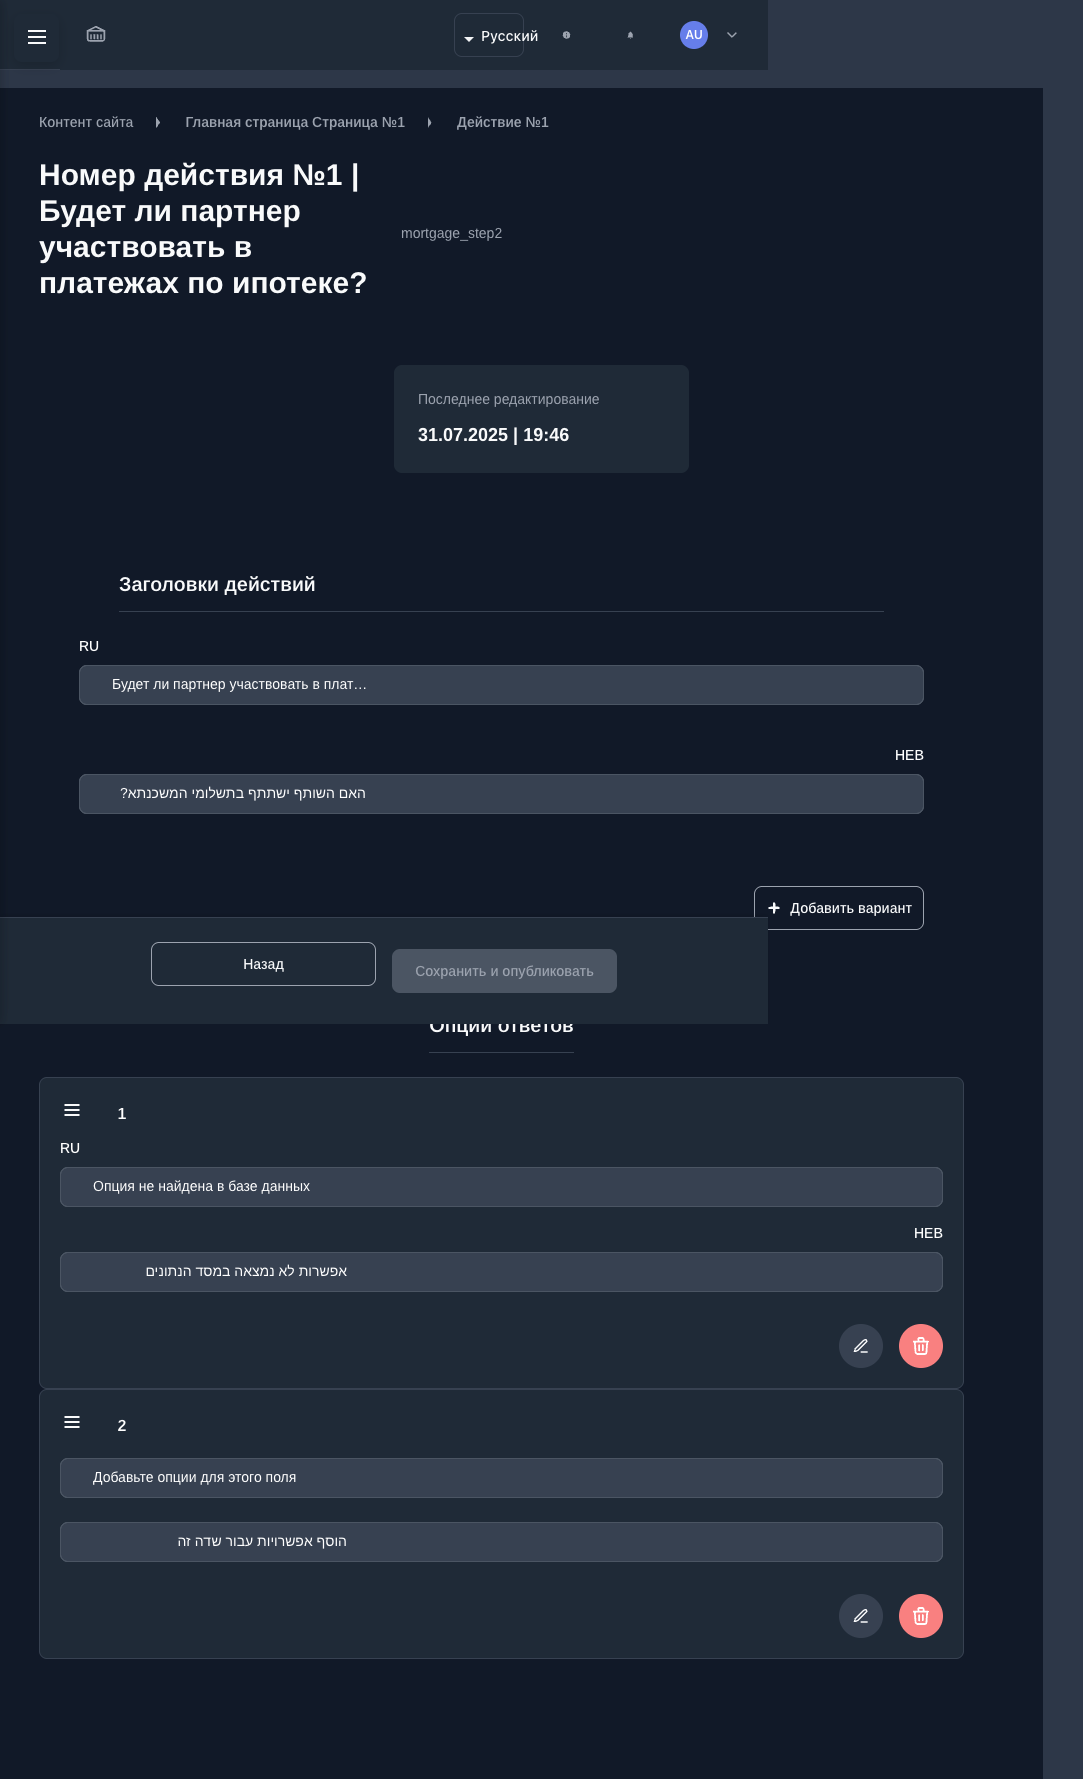 Русский
AU
Контент сайта
Главная страница Страница №1
Действие №1
Номер действия №1 |
Будет ли партнер
участвовать в
платежах по ипотеке?
mortgage_step2
Последнее редактирование
31.07.2025 | 19:46
Заголовки действий
RU
Будет ли партнер участвовать в плат…
HEB
האם השותף ישתתף בתשלומי המשכנתא?
Добавить вариант
Назад
Сохранить и опубликовать
Опции ответов
1
RU
Опция не найдена в базе данных
HEB
אפשרות לא נמצאה במסד הנתונים
2
Добавьте опции для этого поля
הוסף אפשרויות עבור שדה זה